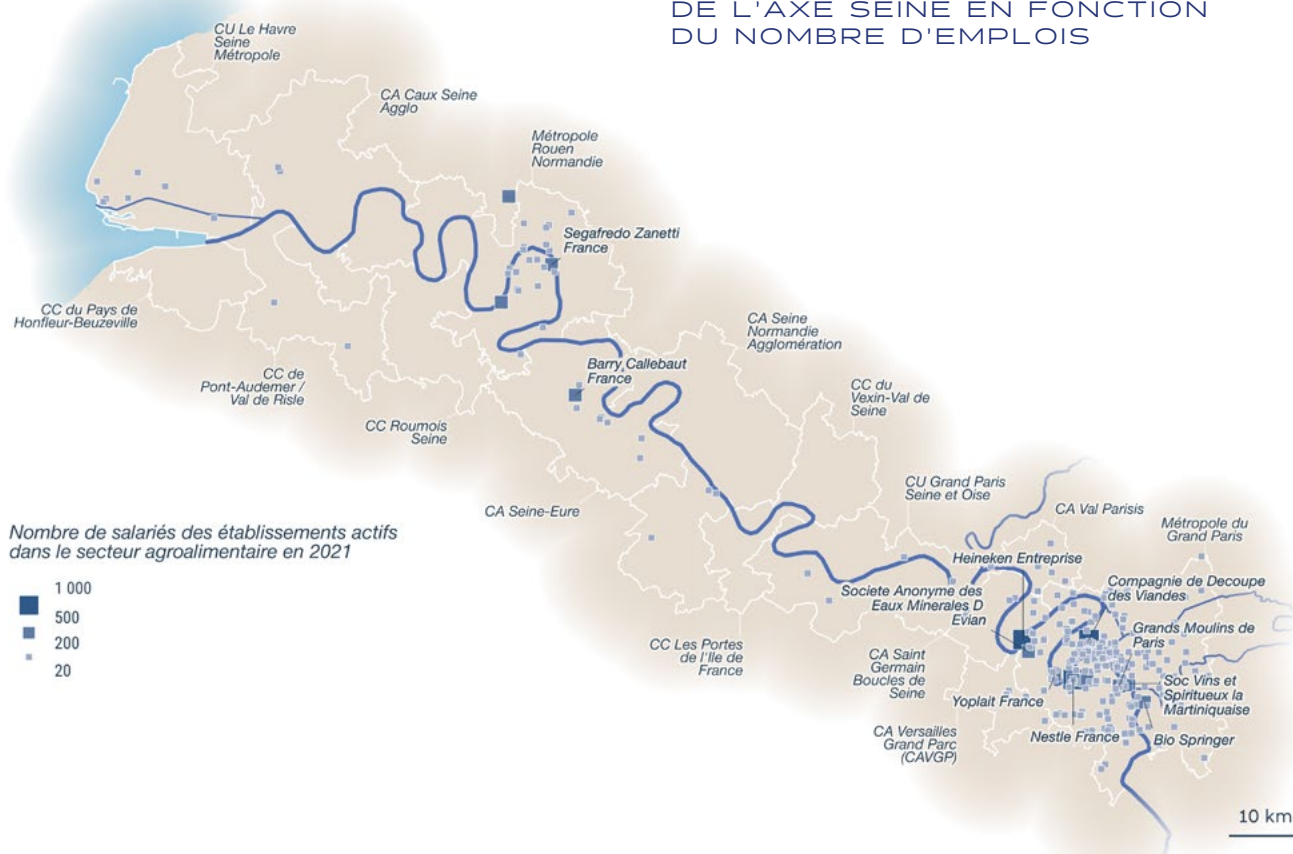 DE L'AXE SEINE EN FONCTION
DU NOMBRE D'EMPLOIS
CU Le Havre
Seine
Métropole
CA Caux Seine
Agglo
Métropole
Rouen
Normandie
Segafredo Zanetti
France
CC du Pays de
Honfleur-Beuzeville
CA Seine
Normandie
Agglomération
Barry Callebaut
France
CC de
Pont-Audemer /
Val de Risle
CC du
Vexin-Val de
Seine
CC Roumois
Seine
CU Grand Paris
Seine et Oise
CA Seine-Eure
CA Val Parisis
Métropole du
Grand Paris
Nombre de salariés des établissements actifs
dans le secteur agroalimentaire en 2021
1 000
500
200
20
Heineken Entreprise
Compagnie de Decoupe
des Viandes
Societe Anonyme des
Eaux Minerales D
Evian
Grands Moulins de
Paris
CC Les Portes
de l'Ile de
France
CA Saint
Germain
Boucles de
Seine
Soc Vins et
Spiritueux la
Martiniquaise
Yoplait France
CA Versailles
Grand Parc
(CAVGP)
Nestle France
Bio Springer
10 km